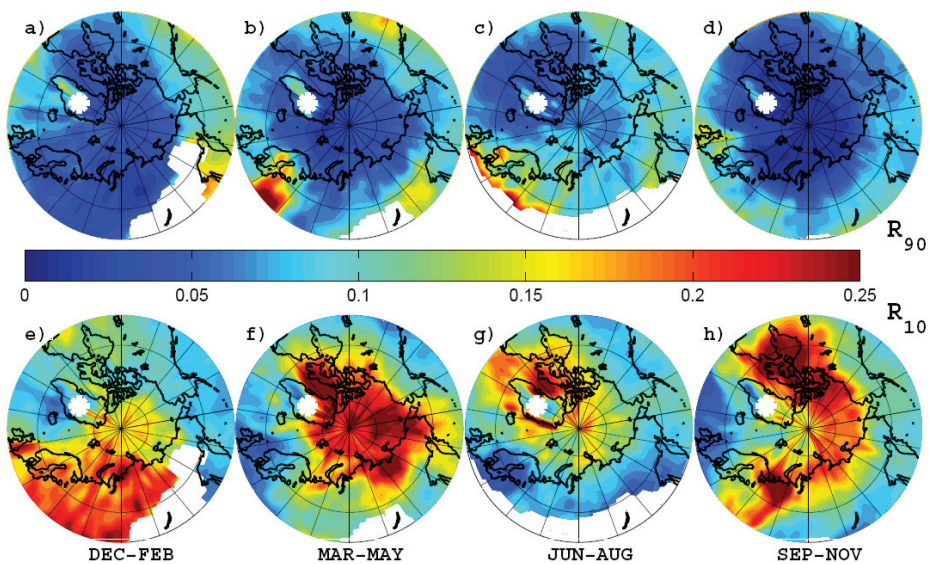 a) b) c) d)
R90
0 0.05 0.1 0.15 0.2 0.25
R10
e) f) g) h)
DEC-FEB MAR-MAY JUN-AUG SEP-NOV